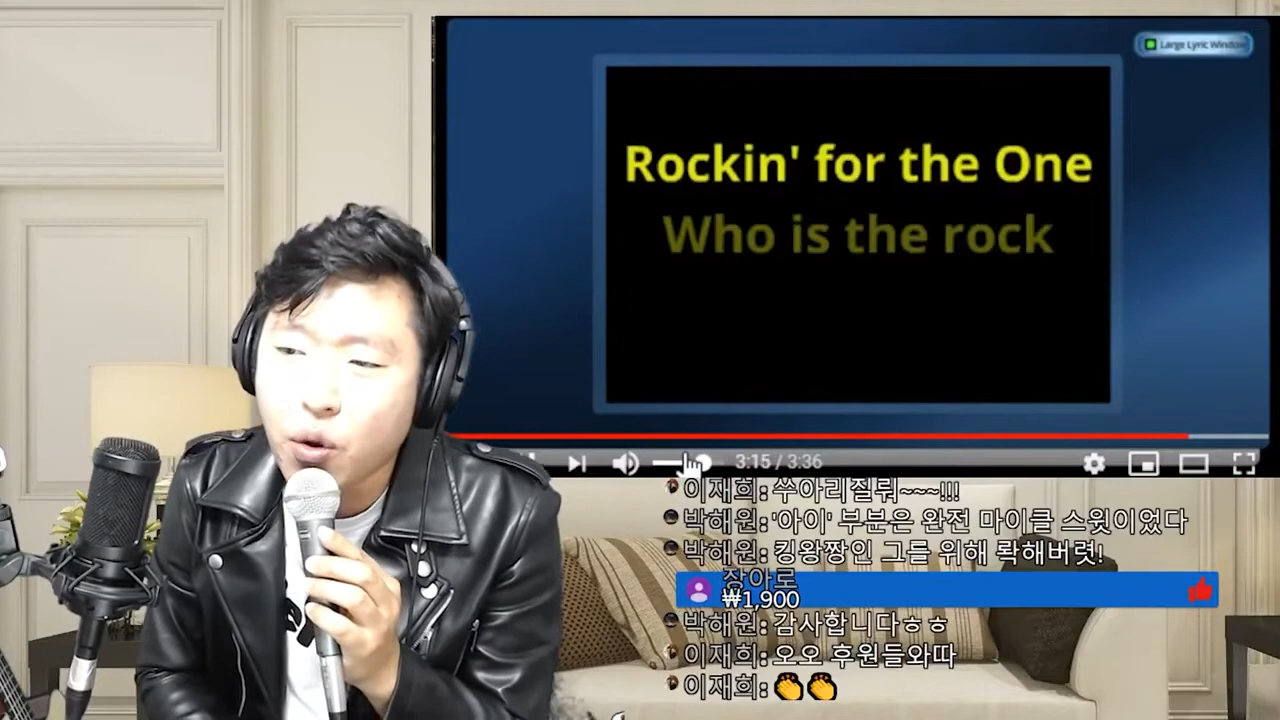 Large Lyric Window
Rockin' for the One
Who is the rock
3:15 / 3:36
이재희: 쑤아리질뤄~~~!!!
박해원: '아이' 부분은 완전 마이클 스윗이었다
박해원: 킹왕짱인 그를 위해 롹해버렷!
장아로
₩1,900
박해원: 감사합니다ㅎㅎ
이재희: 오오 후원들와따
이재희: 👏👏